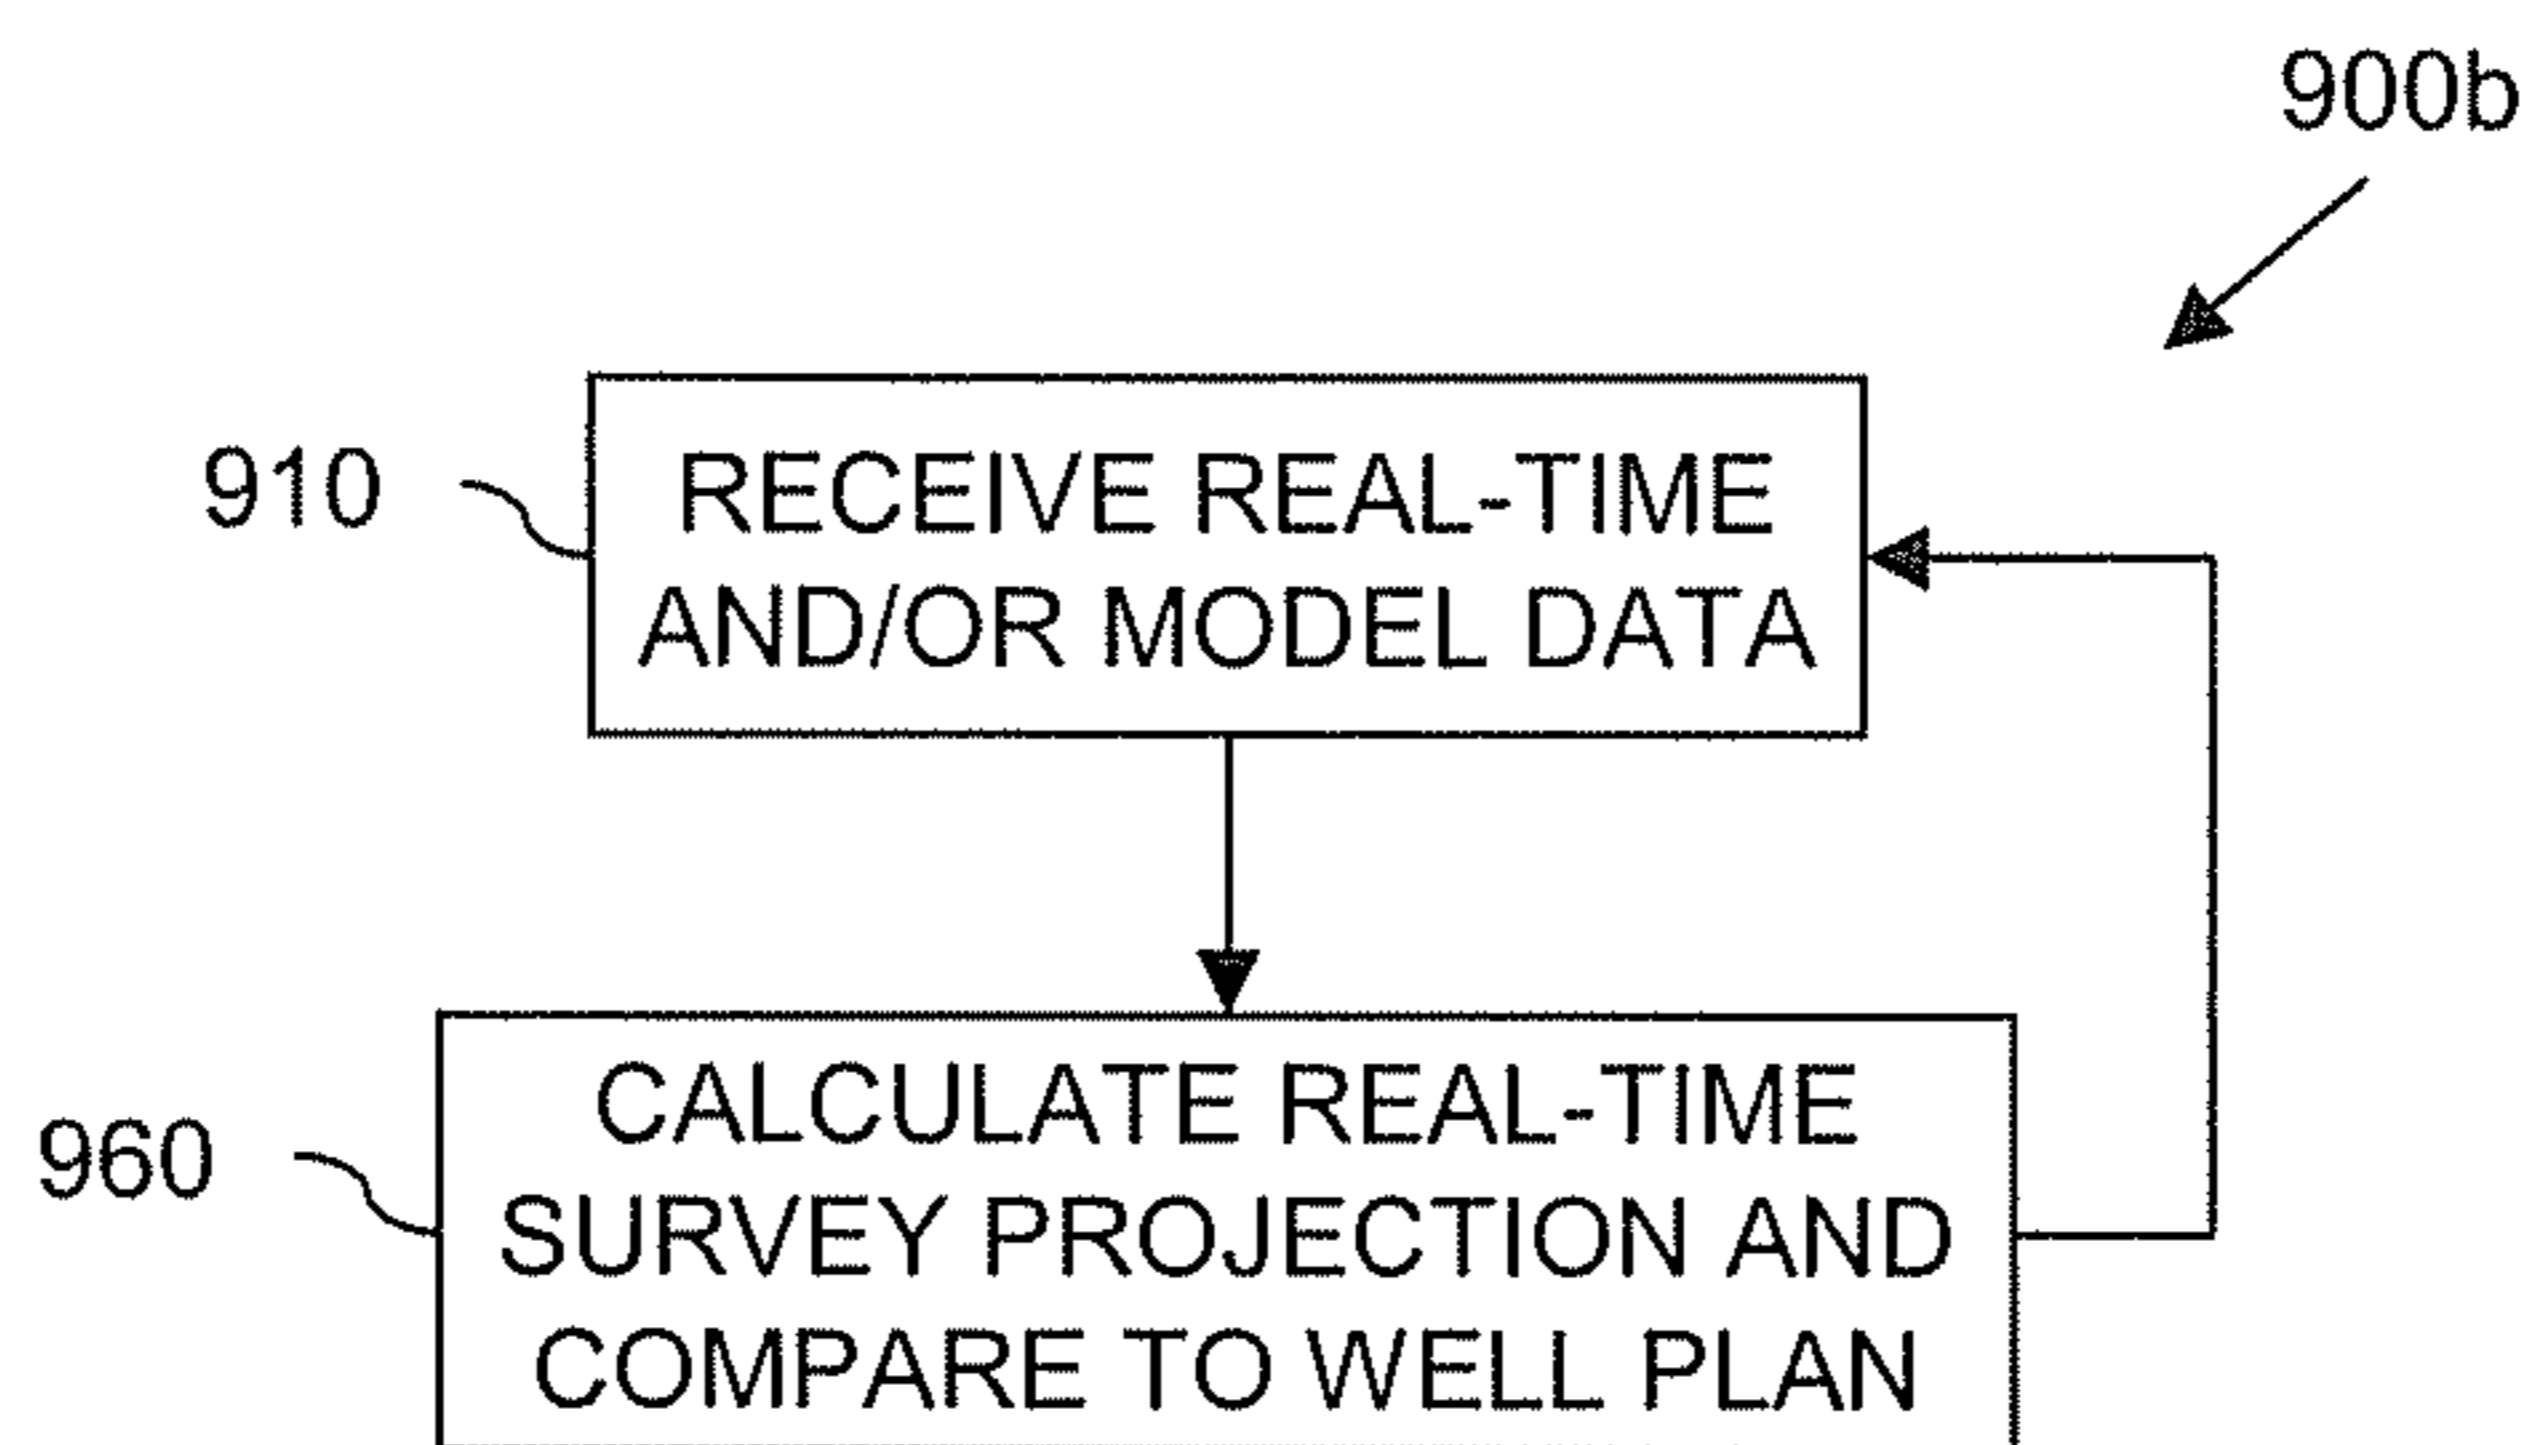 900b
910
RECEIVE REAL-TIME
AND/OR MODEL DATA
960
CALCULATE REAL-TIME
SURVEY PROJECTION AND
COMPARE TO WELL PLAN